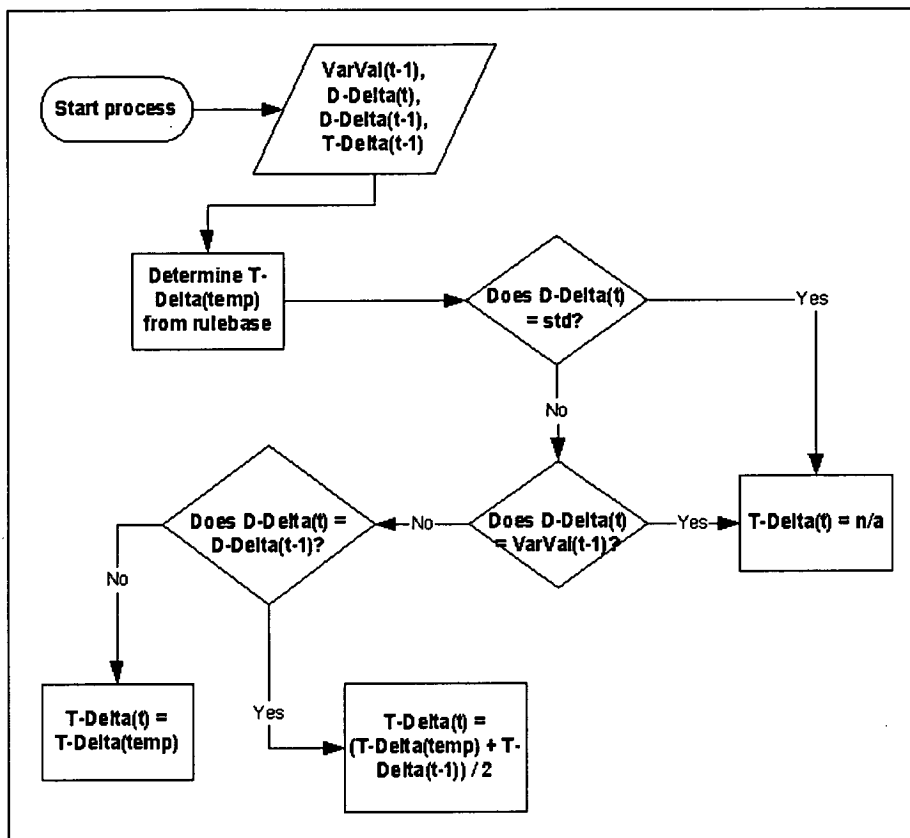 Start process
VarVal(t-1),
D-Delta(t),
D-Delta(t-1),
T-Delta(t-1)
Determine T-
Delta(temp)
from rulebase
Does D-Delta(t)
= std?
Yes
No
Does D-Delta(t)
= VarVal(t-1)?
Yes
T-Delta(t) = n/a
No
Does D-Delta(t) =
D-Delta(t-1)?
No
T-Delta(t) =
T-Delta(temp)
Yes
T-Delta(t) =
(T-Delta(temp) + T-
Delta(t-1)) / 2